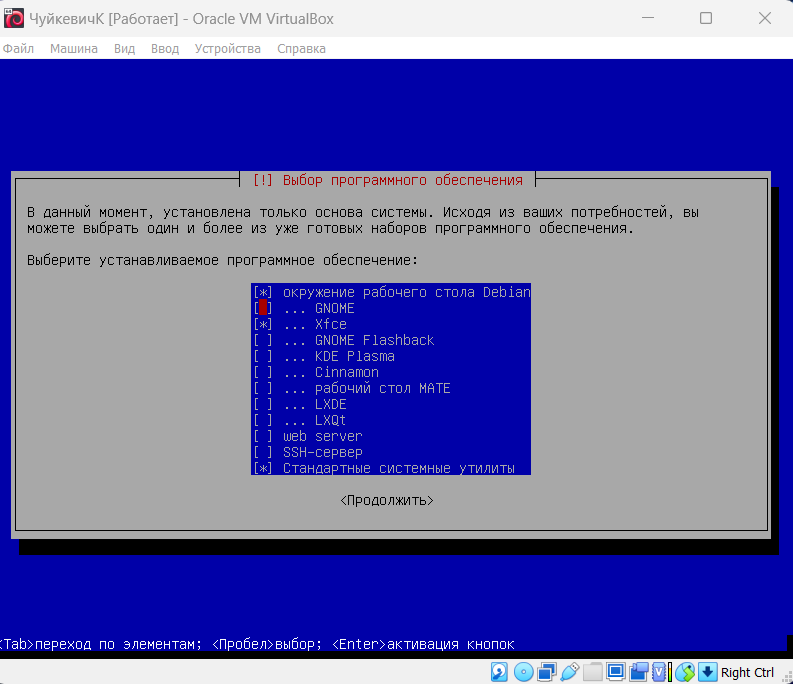 ЧуйкевичК [Работает] - Oracle VM VirtualBox
Файл Машина Вид Ввод Устройства Справка
[!] Выбор программного обеспечения
В данный момент, установлена только основа системы. Исходя из ваших потребностей, вы
можете выбрать один и более из уже готовых наборов программного обеспечения.
Выберите устанавливаемое программное обеспечение:
[*] окружение рабочего стола Debian
[ ] ... GNOME
[*] ... Xfce
[ ] ... GNOME Flashback
[ ] ... KDE Plasma
[ ] ... Cinnamon
[ ] ... рабочий стол MATE
[ ] ... LXDE
[ ] ... LXQt
[ ] web server
[ ] SSH-сервер
[*] Стандартные системные утилиты
<Продолжить>
<Tab>переход по элементам; <Пробел>выбор; <Enter>активация кнопок
Right Ctrl